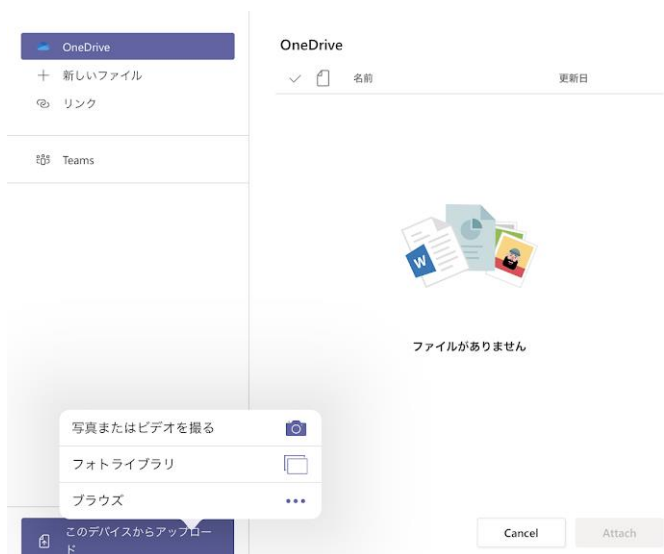 OneDrive
新しいファイル
リンク
Teams
OneDrive
名前 更新日
W
ファイルがありません
写真またはビデオを撮る
フォトライブラリ
ブラウズ
このデバイスからアップロー
ド
Cancel Attach